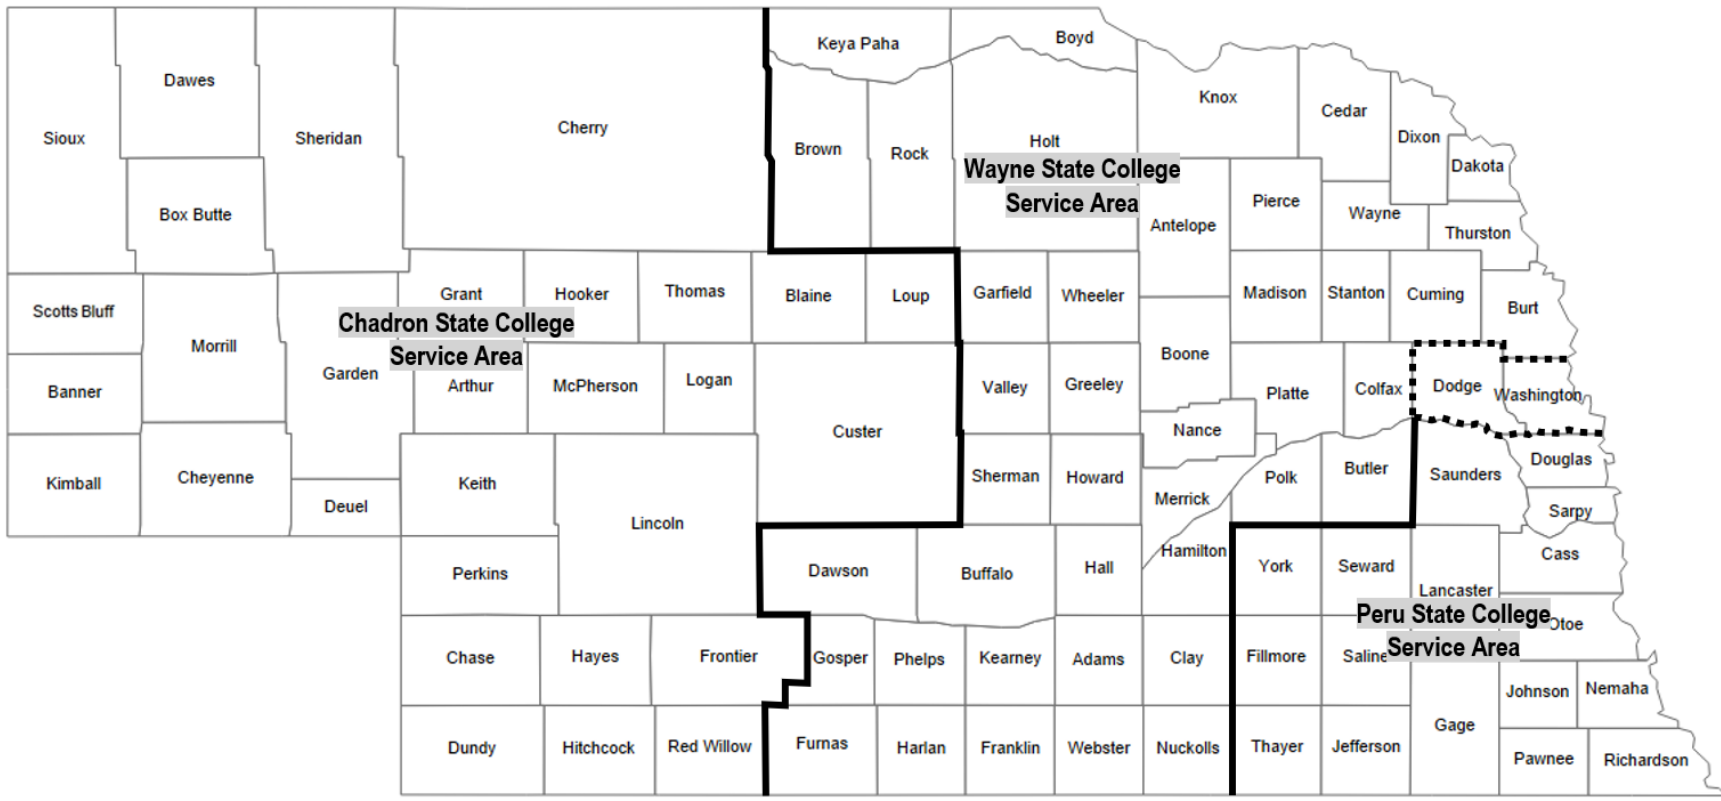 Keya Paha
Boyd
Dawes
Knox
Cedar
Cherry
Sioux
Sheridan
Dixon
Holt
Brown
Rock
Dakota
Wayne State College
Service Area
Pierce
Wayne
Box Butte
Antelope
Thurston
Scotts Bluff
Grant
Hooker
Thomas
Blaine
Loup
Garfield
Wheeler
Madison
Stanton
Cuming
Burt
Chadron State College
Service Area
Morrill
Garden
Boone
Banner
Arthur
McPherson
Logan
Valley
Greeley
Platte
Colfax
Dodge
Washington
Custer
Nance
Kimball
Cheyenne
Keith
Sherman
Howard
Polk
Butler
Saunders
Douglas
Deuel
Merrick
Sarpy
Lincoln
Hamilton
Cass
Perkins
Dawson
Buffalo
Hall
York
Seward
Lancaster
Peru State College
Service Area
Otoe
Chase
Hayes
Frontier
Gosper
Phelps
Kearney
Adams
Clay
Fillmore
Saline
Johnson
Nemaha
Gage
Dundy
Hitchcock
Red Willow
Furnas
Harlan
Franklin
Webster
Nuckolls
Thayer
Jefferson
Pawnee
Richardson